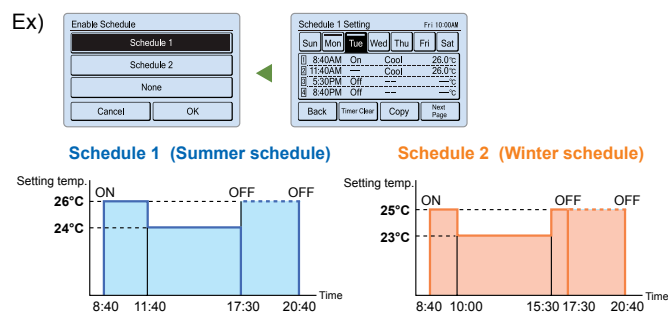 Ex)
Enable Schedule
Schedule 1
Schedule 2
None
Cancel OK
Schedule 1 Setting Fri 10:00AM
Sun Mon Tue Wed Thu Fri Sat
1 8:40AM On Cool 26.0℃
2 11:40AM -- Cool 26.0℃
3 5:30PM Off -- --℃
4 8:40PM Off -- --℃
Back Timer Clear Copy Next Page
Schedule 1 (Summer schedule)
Setting temp.
ON OFF OFF
26°C
24°C
Time
8:40 11:40 17:30 20:40
Schedule 2 (Winter schedule)
Setting temp.
ON OFF OFF
25°C
23°C
Time
8:40 10:00 15:30 17:30 20:40